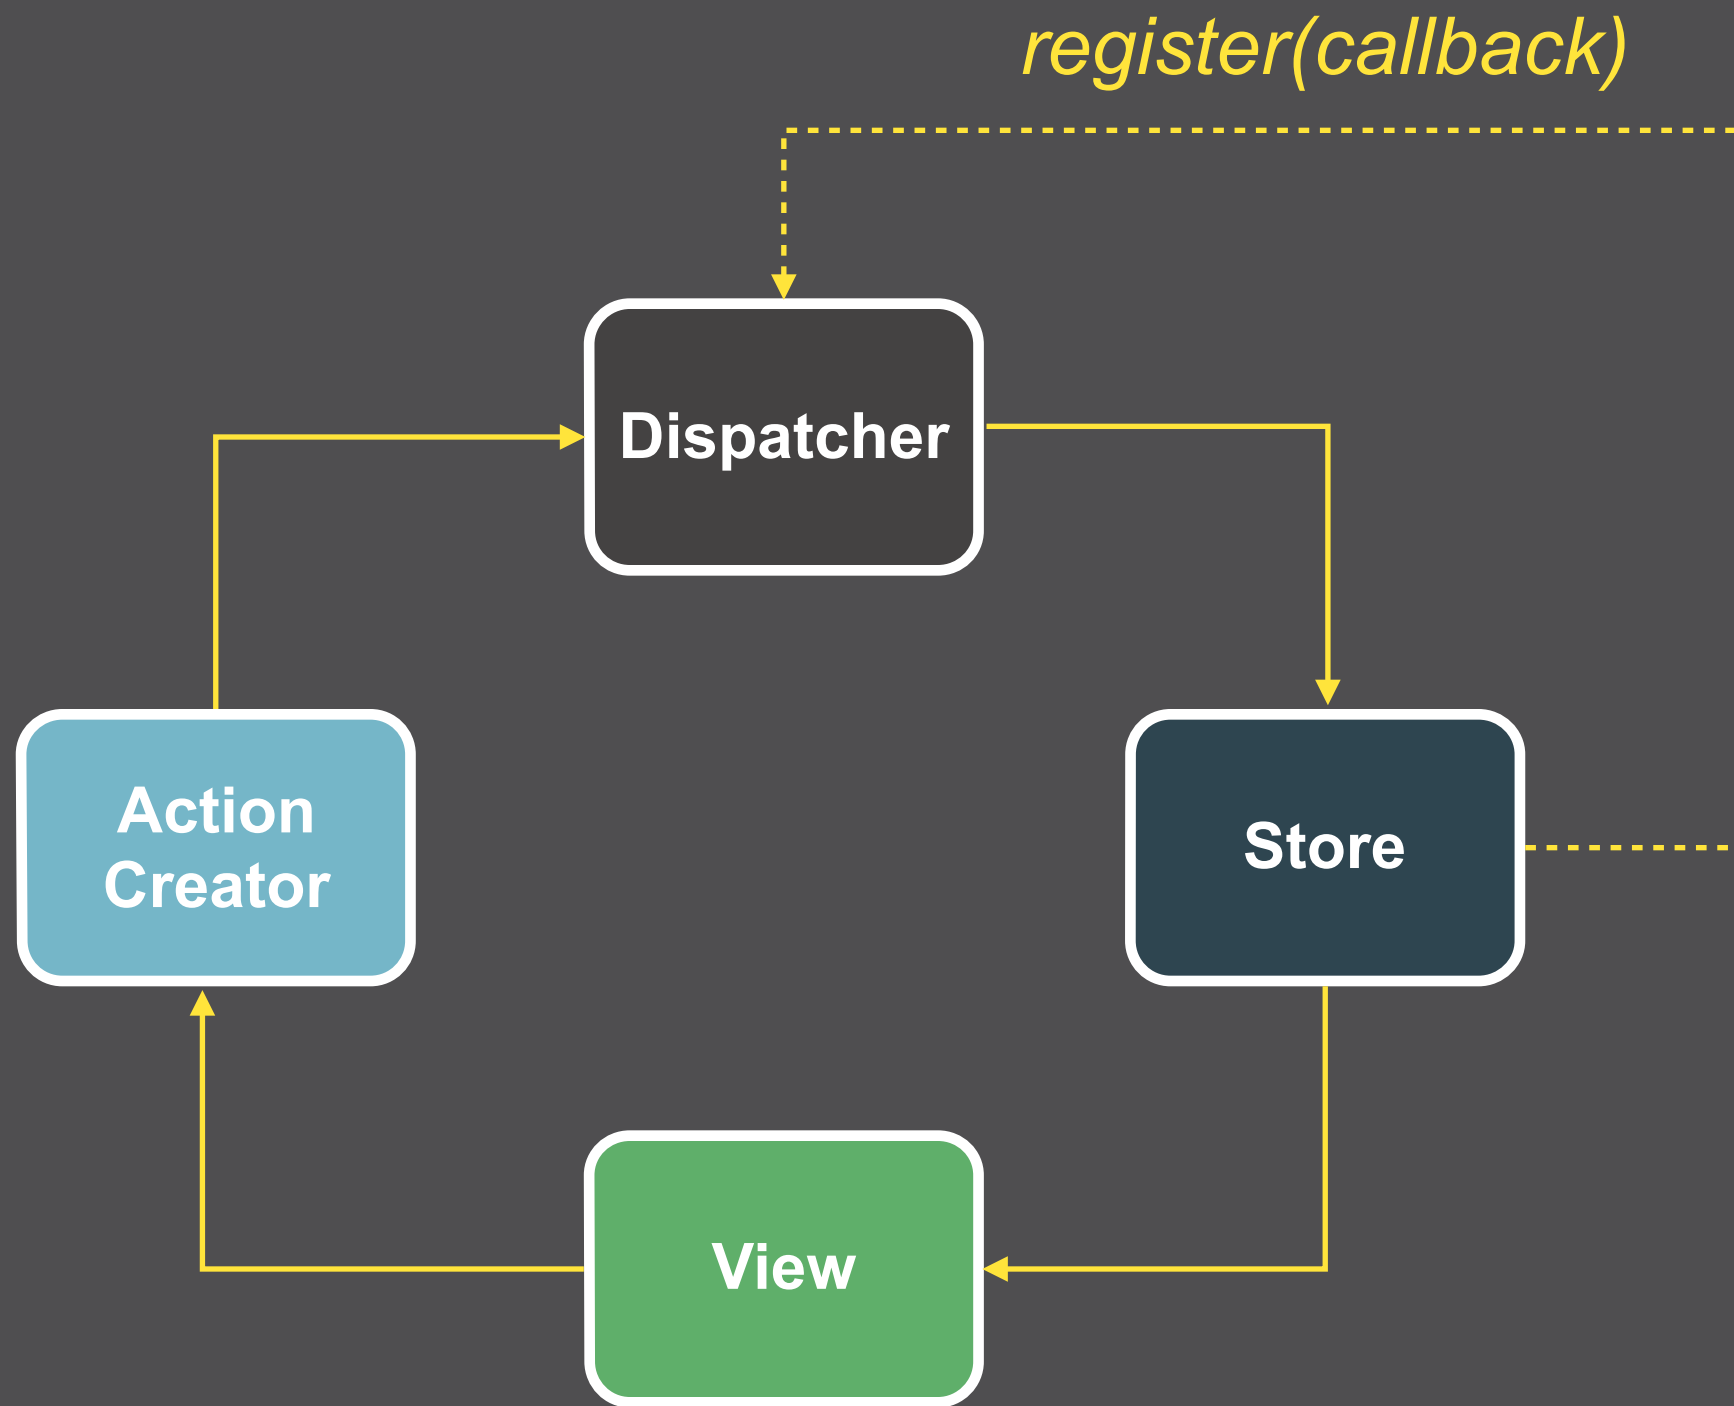 register(callback)
Dispatcher
Action
Creator
Store
View